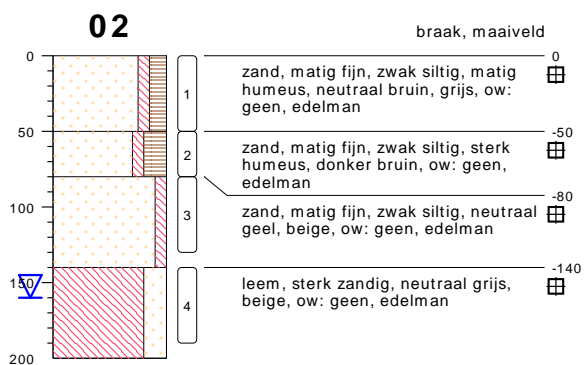 02
braak, maaiveld
0
0
zand, matig fijn, zwak siltig, matig
humeus, neutraal bruin, grijs, ow:
geen, edelman
1
50
-50
zand, matig fijn, zwak siltig, sterk
humeus, donker bruin, ow: geen,
edelman
2
-80
zand, matig fijn, zwak siltig, neutraal
geel, beige, ow: geen, edelman
100
3
-140
leem, sterk zandig, neutraal grijs,
beige, ow: geen, edelman
150
4
200